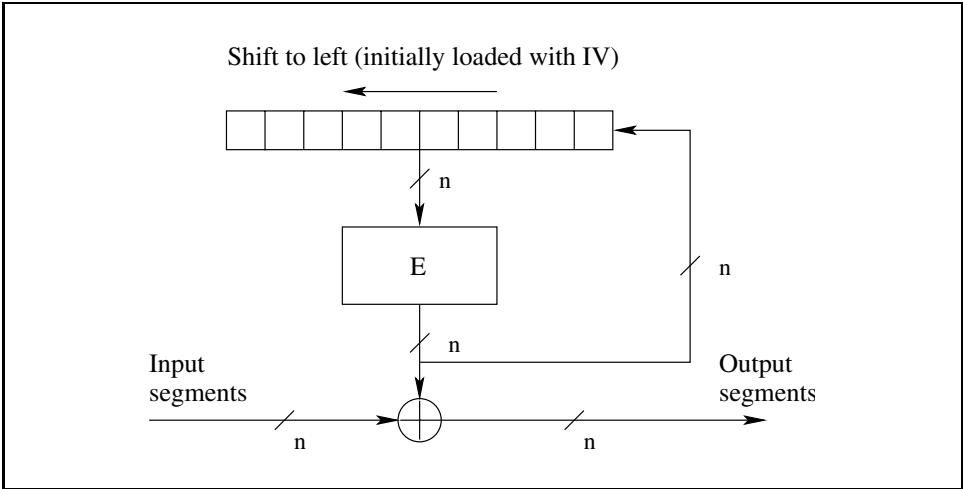 Shift to left (initially loaded with IV)
n
E
n
n
Input
segments
Output
segments
n
n